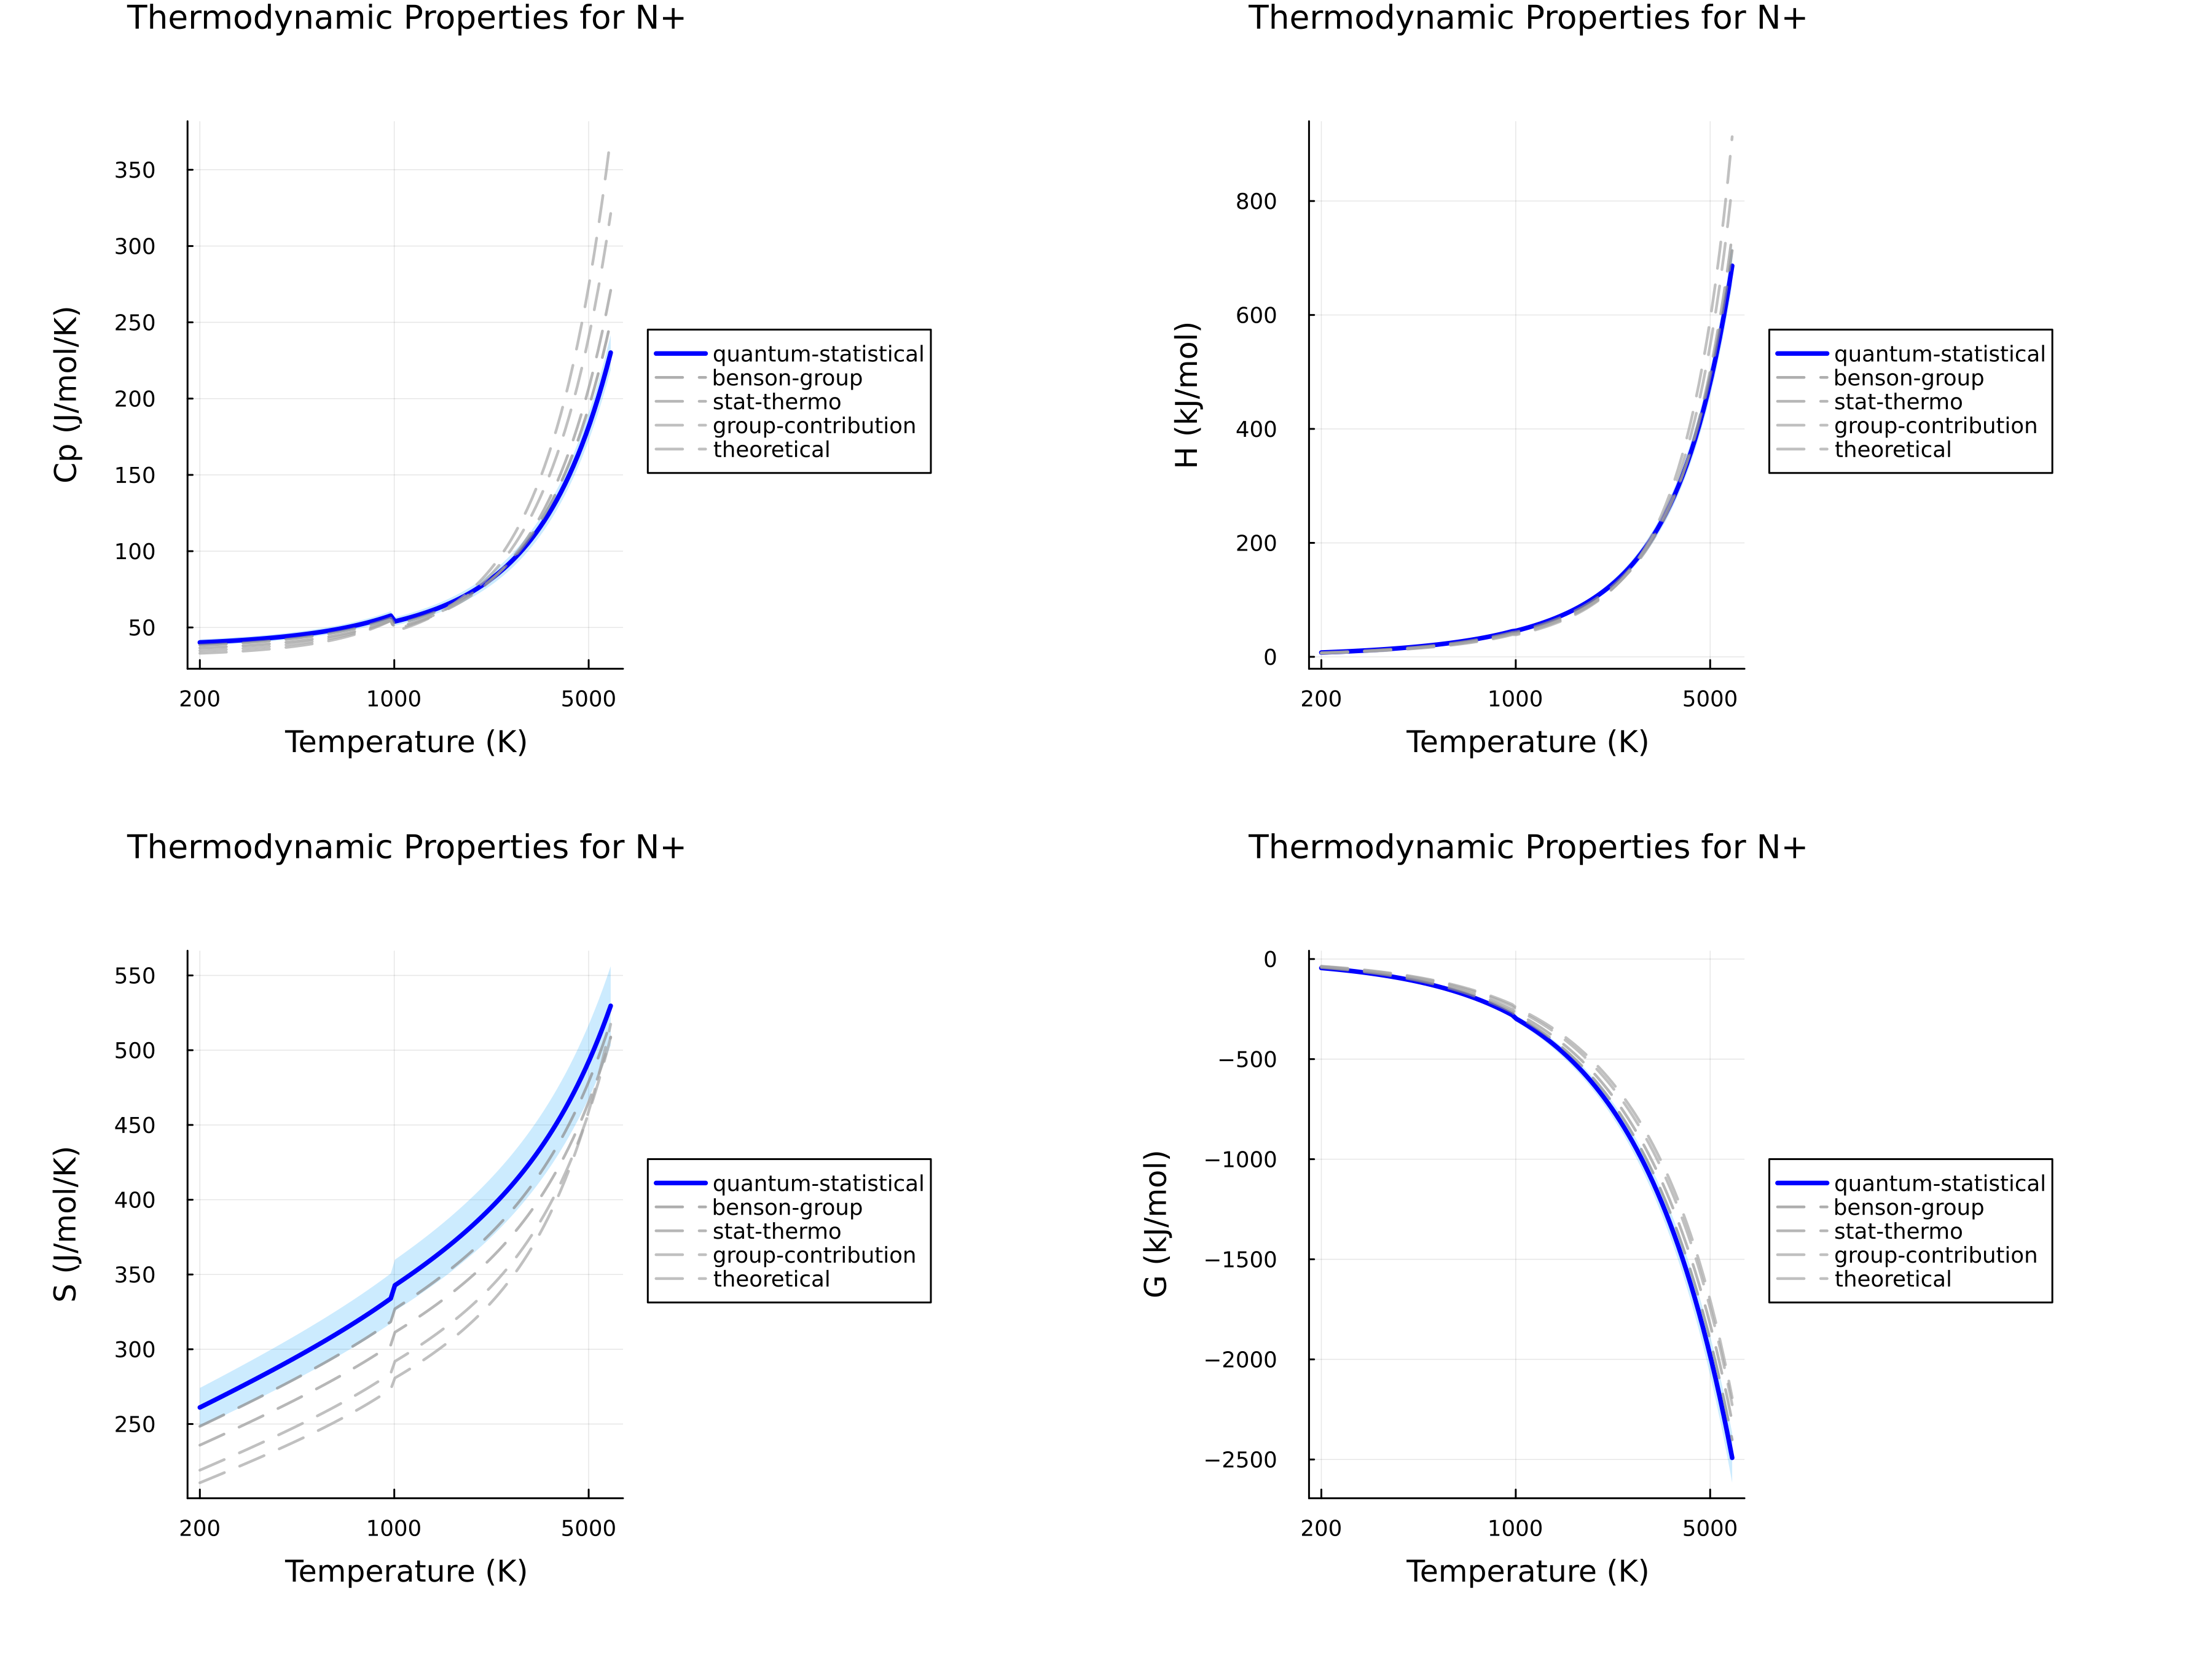 Thermodynamic Properties for N+
Cp (J/mol/K)
350
300
250
200
150
100
50
200 1000 5000
Temperature (K)
quantum-statistical
benson-group
stat-thermo
group-contribution
theoretical
Thermodynamic Properties for N+
H (kJ/mol)
800
600
400
200
0
200 1000 5000
Temperature (K)
quantum-statistical
benson-group
stat-thermo
group-contribution
theoretical
Thermodynamic Properties for N+
S (J/mol/K)
550
500
450
400
350
300
250
200 1000 5000
Temperature (K)
quantum-statistical
benson-group
stat-thermo
group-contribution
theoretical
Thermodynamic Properties for N+
G (kJ/mol)
0
−500
−1000
−1500
−2000
−2500
200 1000 5000
Temperature (K)
quantum-statistical
benson-group
stat-thermo
group-contribution
theoretical